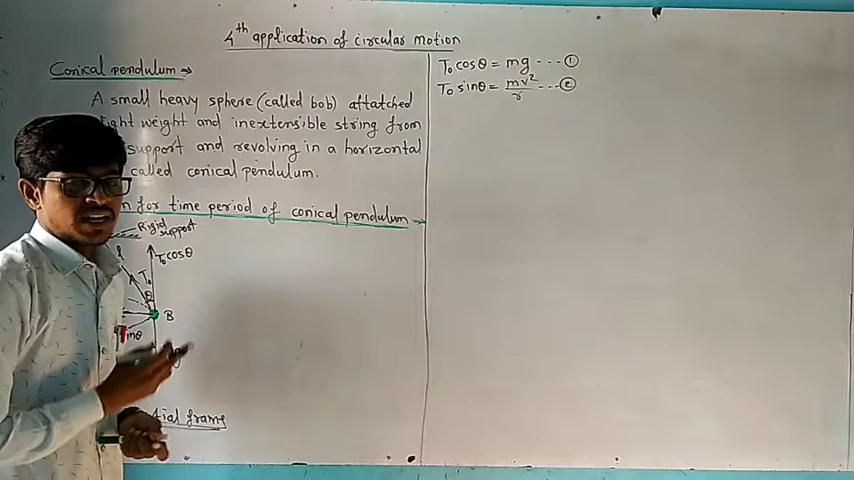 4th application of circular motion
Conical pendulum →
A small heavy sphere (called bob) attatched
ight weight and inextensible string from
support and revolving in a horizontal
called conical pendulum.
n for time period of conical pendulum →
Rigid support
l
T₀cosθ
T₀
θ
B
inθ
tial frame
T₀cosθ = mg ---- ①
T₀sinθ = mv²/r ---- ②